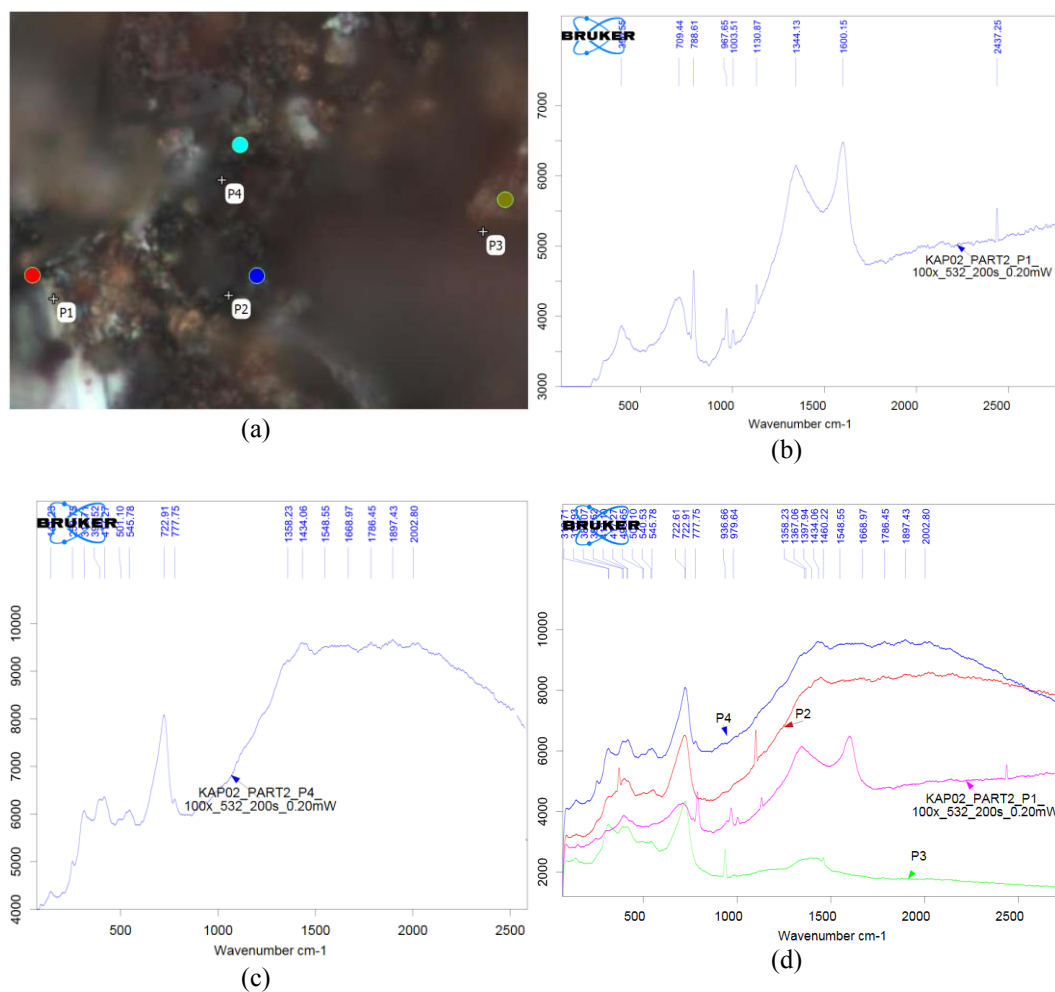 P4
P3
P1
P2
(a)
BRUKER
709.44
788.61
967.65
1003.51
1130.87
1344.13
1600.15
2437.25
7000
6000
5000
4000
3000
KAP02_PART2_P1_
100x_532_200s_0.20mW
500
1000
1500
2000
2500
Wavenumber cm-1
(b)
BRUKER
501.10
545.78
722.91
777.75
1358.23
1434.06
1548.55
1668.97
1786.45
1897.43
2002.80
10000
9000
8000
7000
6000
5000
4000
KAP02_PART2_P4_
100x_532_200s_0.20mW
500
1000
1500
2000
2500
Wavenumber cm-1
(c)
BRUKER
540.53
545.78
722.61
722.91
777.75
936.66
979.64
1358.23
1367.06
1397.94
1434.06
1460.22
1548.55
1668.97
1786.45
1897.43
2002.80
10000
8000
6000
4000
2000
P4
P2
KAP02_PART2_P1_
100x_532_200s_0.20mW
P3
500
1000
1500
2000
2500
Wavenumber cm-1
(d)